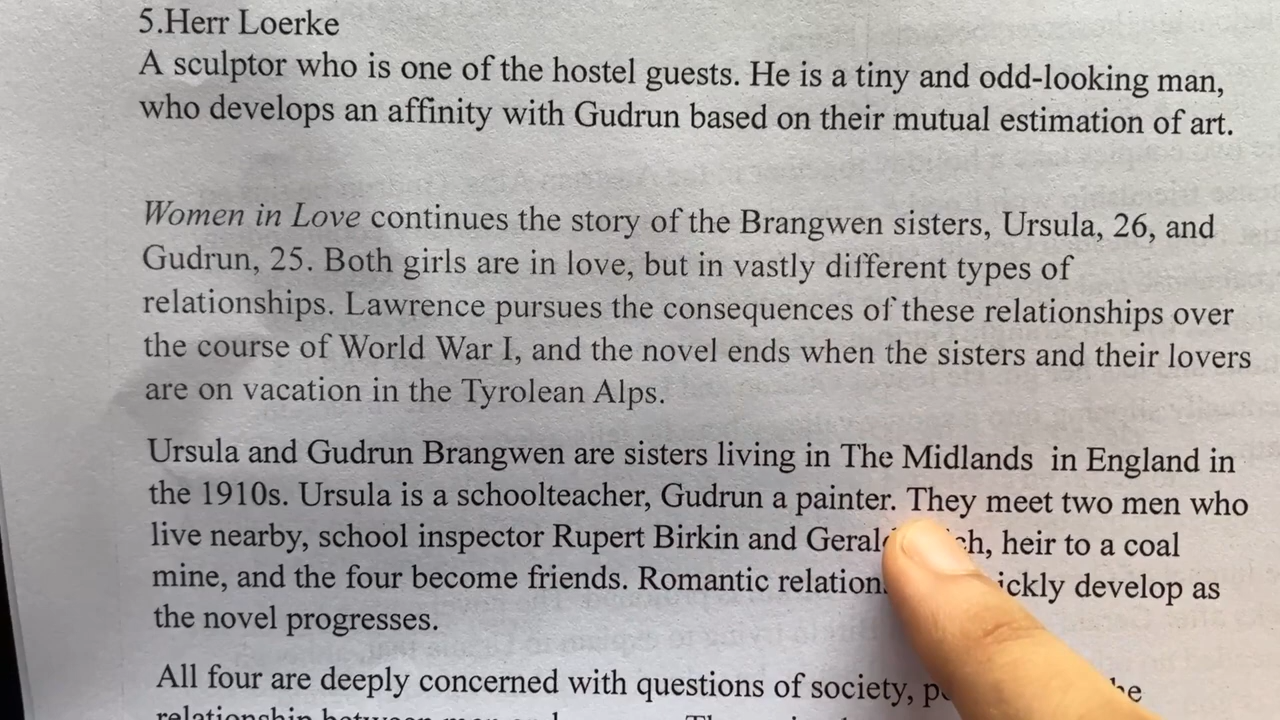 5.Herr Loerke
A sculptor who is one of the hostel guests. He is a tiny and odd-looking man,
who develops an affinity with Gudrun based on their mutual estimation of art.
Women in Love continues the story of the Brangwen sisters, Ursula, 26, and
Gudrun, 25. Both girls are in love, but in vastly different types of
relationships. Lawrence pursues the consequences of these relationships over
the course of World War I, and the novel ends when the sisters and their lovers
are on vacation in the Tyrolean Alps.
Ursula and Gudrun Brangwen are sisters living in The Midlands in England in
the 1910s. Ursula is a schoolteacher, Gudrun a painter. They meet two men who
live nearby, school inspector Rupert Birkin and heir to a coal
mine, and the four become friends. Romantic develop as
the novel progresses.
All four are deeply concerned with questions of society,
relationship between men and